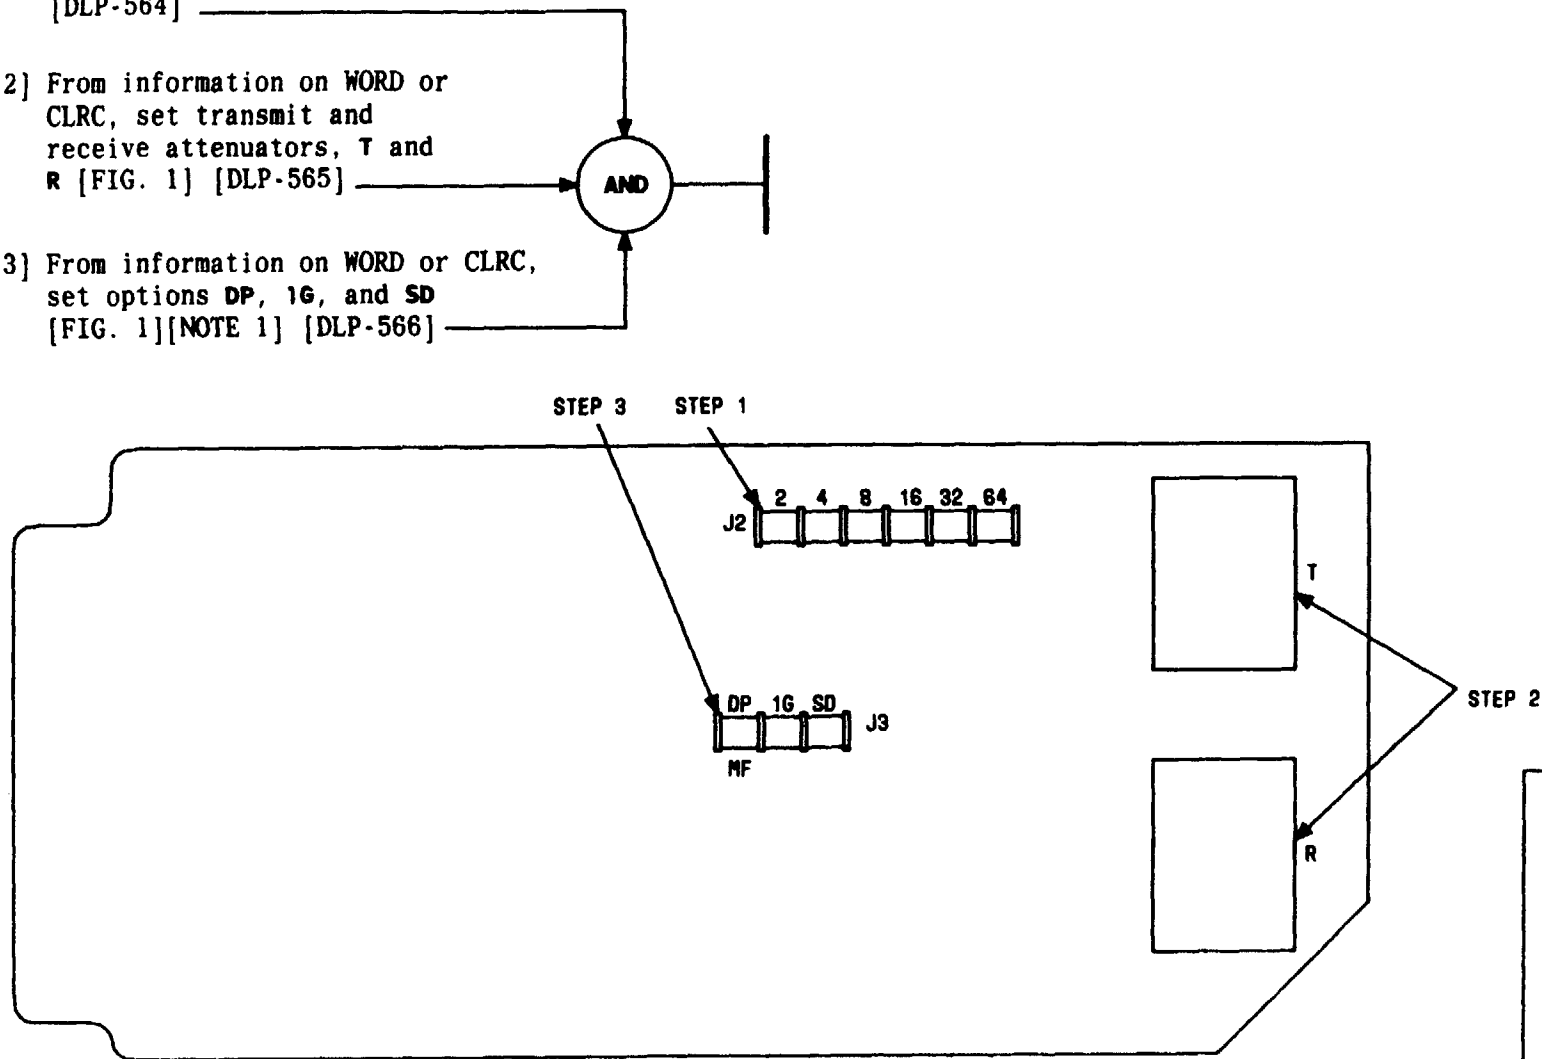 [DLP-564]
2] From information on WORD or
CLRC, set transmit and
receive attenuators, T and
R [FIG. 1] [DLP-565]
AND
3] From information on WORD or CLRC,
set options DP, 1G, and SD
[FIG. 1][NOTE 1] [DLP-566]
STEP 3 STEP 1
2 4 8 16 32 64
J2
T
STEP 2
DP 1G SD
J3
MF
R